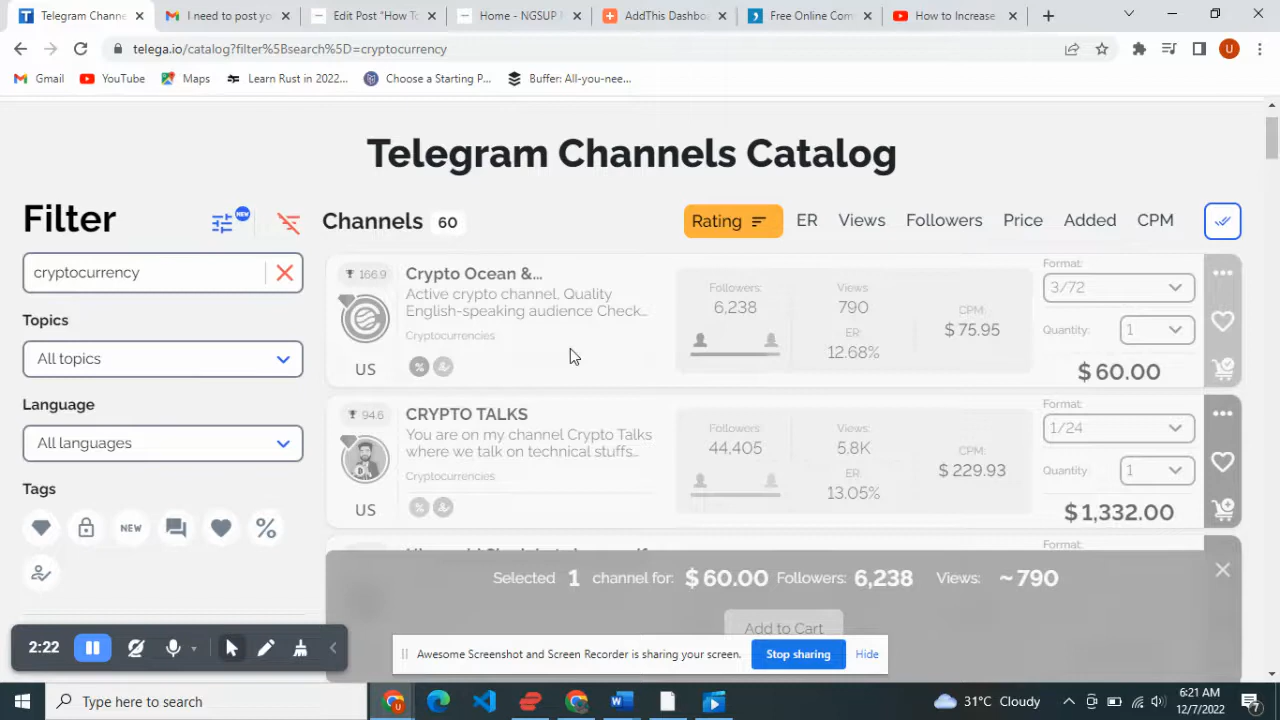 Telegram Channe
I need to post you
Edit Post "How T
Home - NGSUP
AddThis Dashbo
Free Online Com
How to Increase
telega.io/catalog?filter%5Bsearch%5D=cryptocurrency
U
Gmail
YouTube
Maps
Learn Rust in 2022...
Choose a Starting P...
Buffer: All-you-nee...
Telegram Channels Catalog
Filter
NEW
Channels 60
Rating
ER
Views
Followers
Price
Added
CPM
cryptocurrency
Topics
All topics
Language
All languages
Tags
NEW
%
166.9
US
Crypto Ocean &...
Active crypto channel. Quality
English-speaking audience Check...
Cryptocurrencies
%
Followers:
6,238
Views:
790
ER:
12.68%
CPM:
$ 75.95
Format:
3/72
Quantity:
1
$ 60.00
94.6
US
CRYPTO TALKS
You are on my channel Crypto Talks
where we talk on technical stuffs...
Cryptocurrencies
%
Followers:
44,405
Views:
5.8K
ER:
13.05%
CPM:
$ 229.93
Format:
1/24
Quantity:
1
$ 1,332.00
Format:
Selected 1 channel for: $ 60.00 Followers: 6,238 Views: ~ 790
Add to Cart
2:22
Awesome Screenshot and Screen Recorder is sharing your screen.
Stop sharing
Hide
Type here to search
31°C Cloudy
6:21 AM
12/7/2022
7